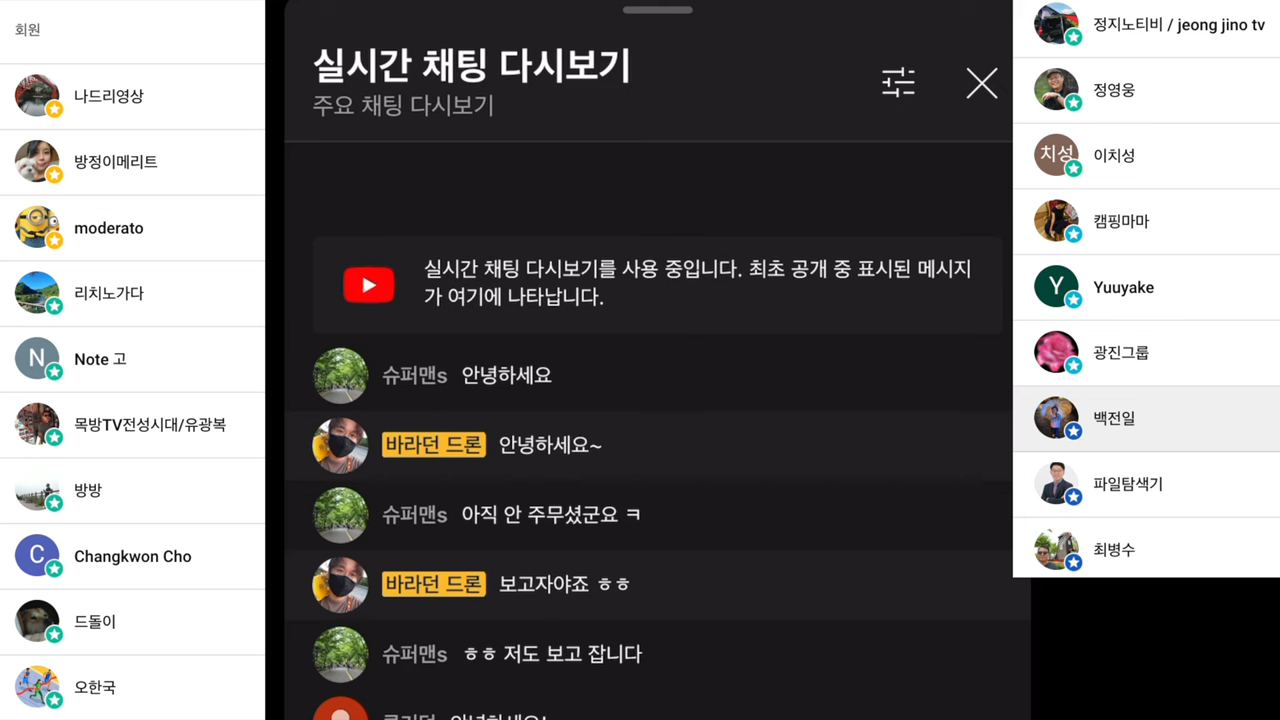 회원
나드리영상
방정이메리트
moderato
리치노가다
N
Note 고
목방TV전성시대/유광복
방방
C
Changkwon Cho
드돌이
오한국
실시간 채팅 다시보기
주요 채팅 다시보기
실시간 채팅 다시보기를 사용 중입니다. 최초 공개 중 표시된 메시지
가 여기에 나타납니다.
슈퍼맨s 안녕하세요
바라던 드론 안녕하세요~
슈퍼맨s 아직 안 주무셨군요 ㅋ
바라던 드론 보고자야죠 ㅎㅎ
슈퍼맨s ㅎㅎ 저도 보고 잡니다
정지노티비 / jeong jino tv
정영웅
치성
이치성
캠핑마마
Y
Yuuyake
광진그룹
백전일
파일탐색기
최병수